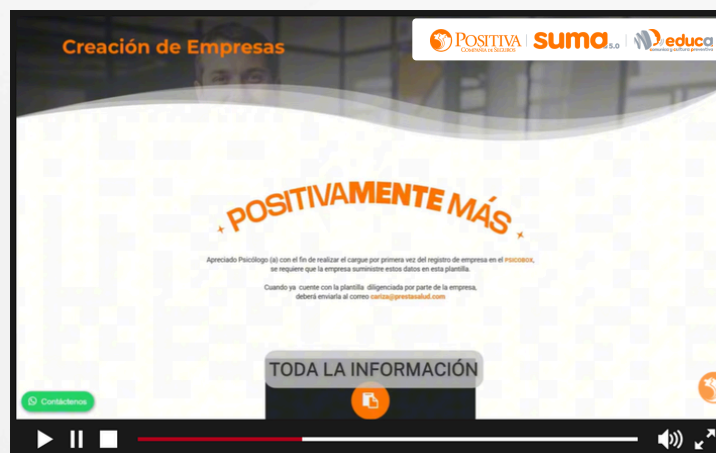 Creación de Empresas
POSITIVA
COMPAÑÍA DE SEGUROS
suma 5.0
educa
POSITIVAMENTE MÁS
Apreciado Psicólogo (a) con el fin de realizar el cargue por primera vez del registro de empresa en el PSICOBOX,
se requiere que la empresa suministre estos datos en esta plantilla.
Cuando ya cuente con la plantilla diligenciada por parte de la empresa,
deberá enviarla al correo cariza@prestasalud.com
TODA LA INFORMACIÓN
Contáctenos